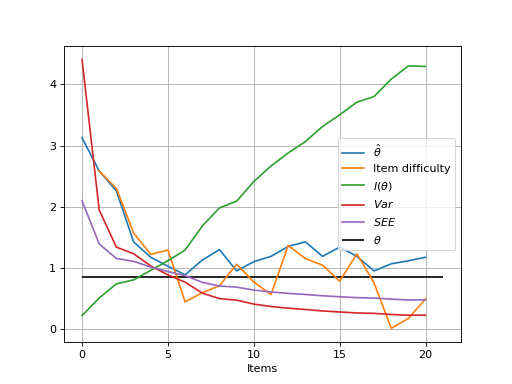 4
3
2
1
0
θ̂
Item difficulty
I(θ)
Var
SEE
θ
0 5 10 15 20
Items